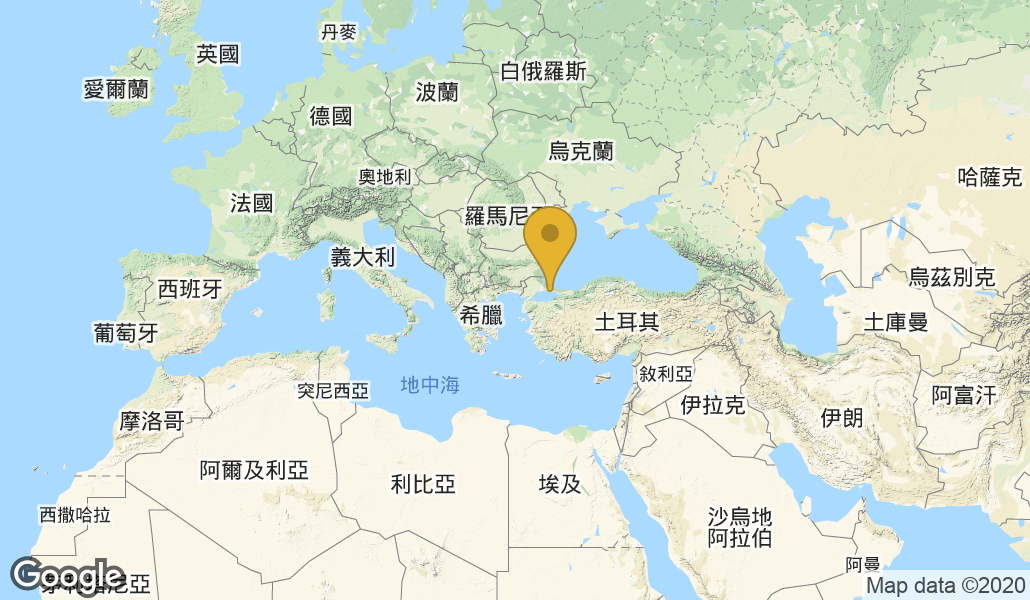 丹麥
英國
愛爾蘭
白俄羅斯
波蘭
德國
烏克蘭
奧地利
哈薩克
法國
羅馬尼
義大利
烏茲別克
西班牙
希臘
土耳其
土庫曼
葡萄牙
敘利亞
地中海
突尼西亞
阿富汗
伊拉克
伊朗
摩洛哥
阿爾及利亞
利比亞
埃及
西撒哈拉
沙烏地
阿拉伯
阿曼
尼亞
Google
Map data ©2020